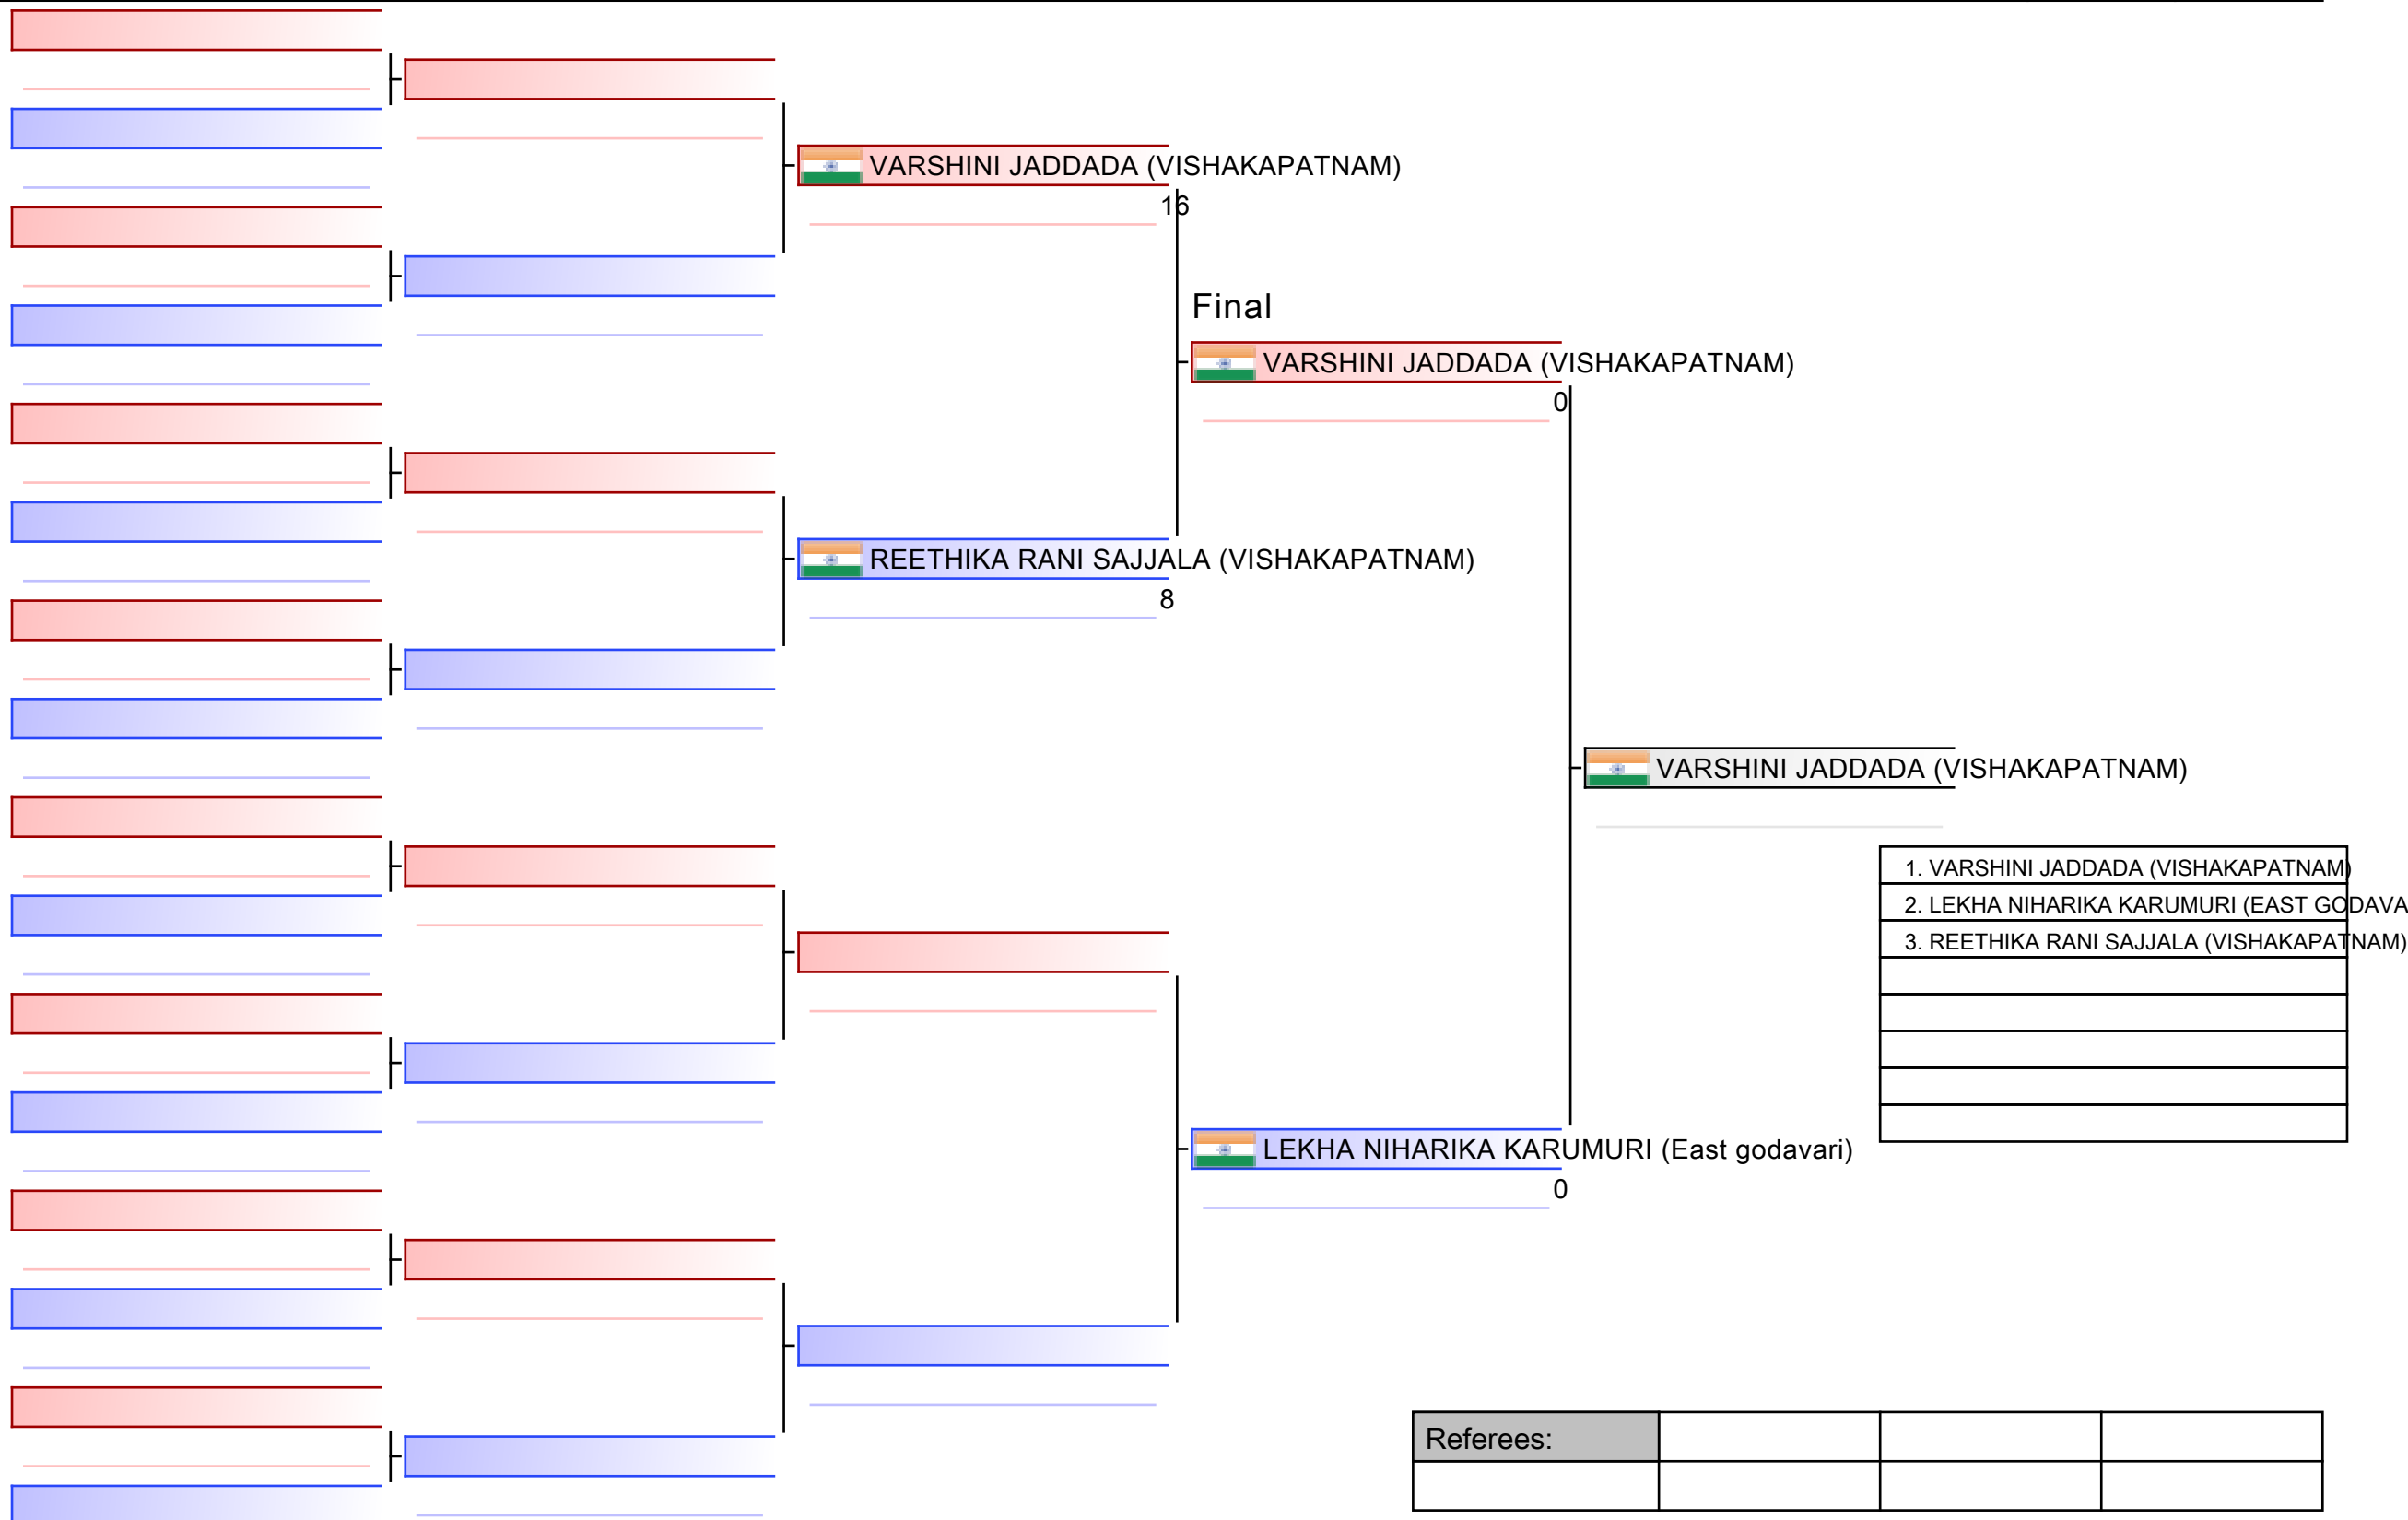 VARSHINI JADDADA (VISHAKAPATNAM)
16
Final
VARSHINI JADDADA (VISHAKAPATNAM)
0
REETHIKA RANI SAJJALA (VISHAKAPATNAM)
8
VARSHINI JADDADA (VISHAKAPATNAM)
1. VARSHINI JADDADA (VISHAKAPATNAM)
2. LEKHA NIHARIKA KARUMURI (EAST GODAVA
3. REETHIKA RANI SAJJALA (VISHAKAPATNAM)
LEKHA NIHARIKA KARUMURI (East godavari)
0
Referees: